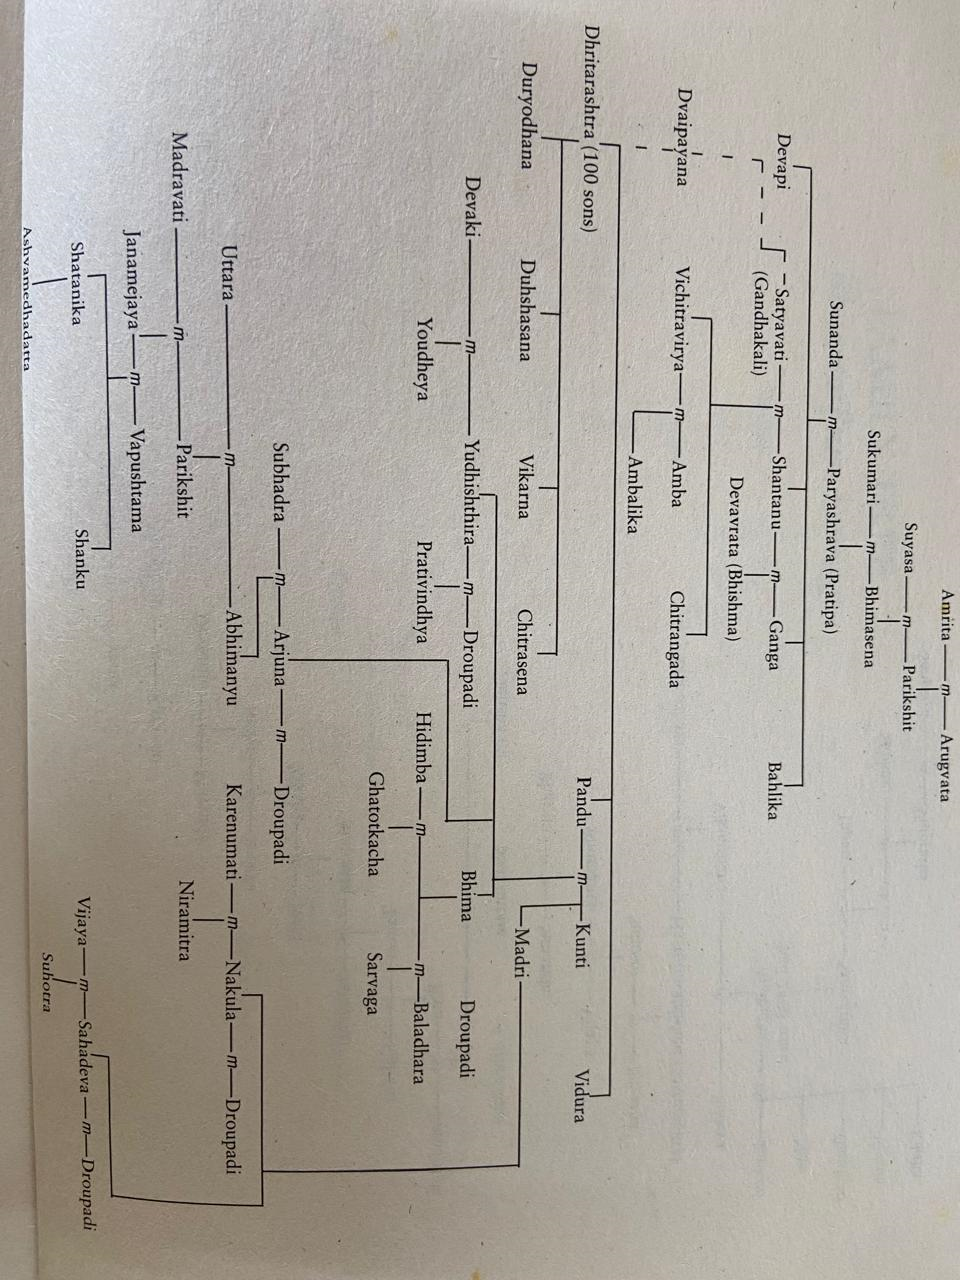 Amrita — m — Arugvata
Suyasa — m — Parikshit
Sukumari — m — Bhimasena
Sunanda — m — Paryashrava (Pratipa)
Devapi Satyavati — m — Shantanu — m — Ganga Bahlika
(Gandhakali)
Devavrata (Bhishma)
Dvaipayana Vichitravirya — m — Amba Chitrangada
Ambalika
Dhritarashtra (100 sons) Pandu — m — Kunti Vidura
Duryodhana Duhshasana Vikarna Chitrasena Madri
Devaki — m — Yudhishthira — m — Droupadi Bhima Droupadi
Youdheya Prativindhya Hidimba — m — m — Baladhara
Ghatotkacha Sarvaga
Subhadra — m — Arjuna — m — Droupadi
Uttara — m — Abhimanyu Karenumati — m — Nakula — m — Droupadi
Madravati — m — Parikshit Niramitra
Janamejaya — m — Vapushtama
Shatanika Shanku Vijaya — m — Sahadeva — m — Droupadi
Suhotra
Ashvamedhadatta